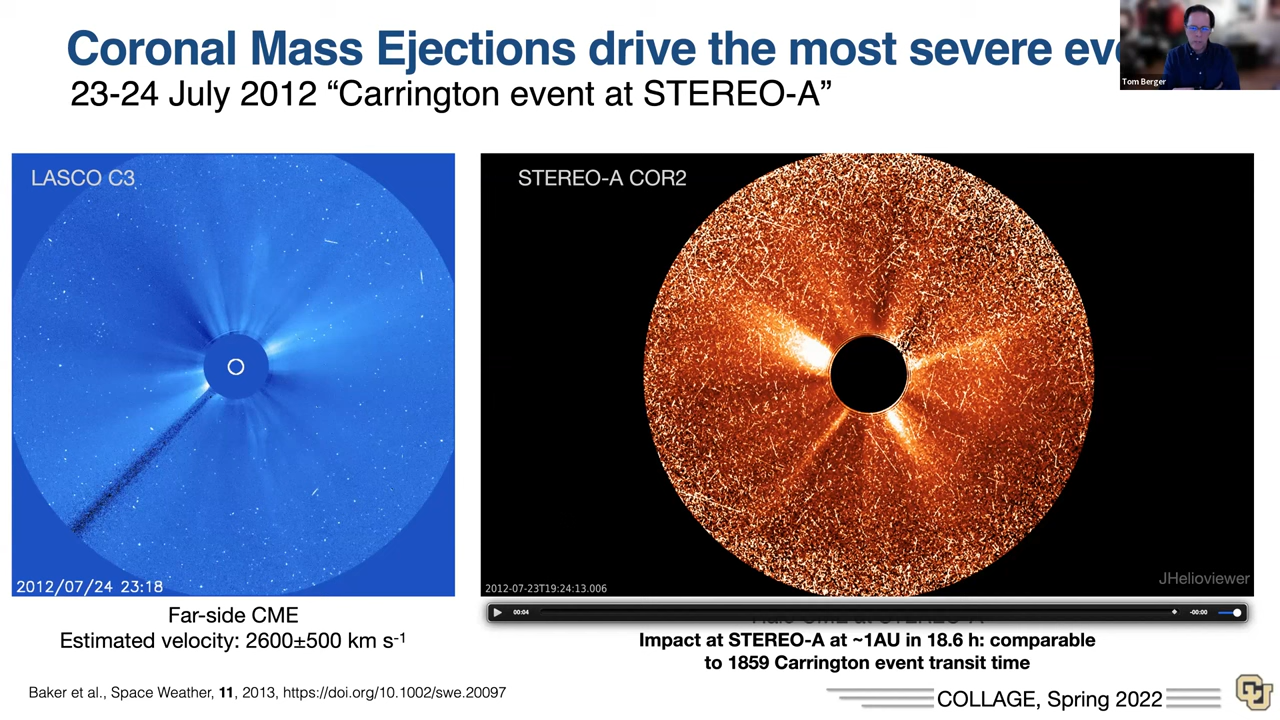 Coronal Mass Ejections drive the most severe
Tom Berger
23-24 July 2012 “Carrington event at STEREO-A”
LASCO C3
STEREO-A COR2
2012/07/24 23:18
2012-07-23T19:24:13.006
JHelioviewer
00:04
-00:00
Far-side CME
Estimated velocity: 2600±500 km s-1
Impact at STEREO-A at ~1AU in 18.6 h: comparable
to 1859 Carrington event transit time
Baker et al., Space Weather, 11, 2013, https://doi.org/10.1002/swe.20097
COLLAGE, Spring 2022
CU